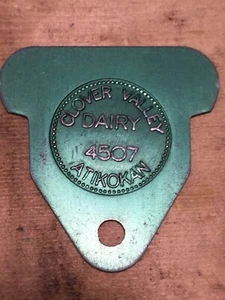 CLOVER VALLEY
DAIRY
4507
ATIKOKAN